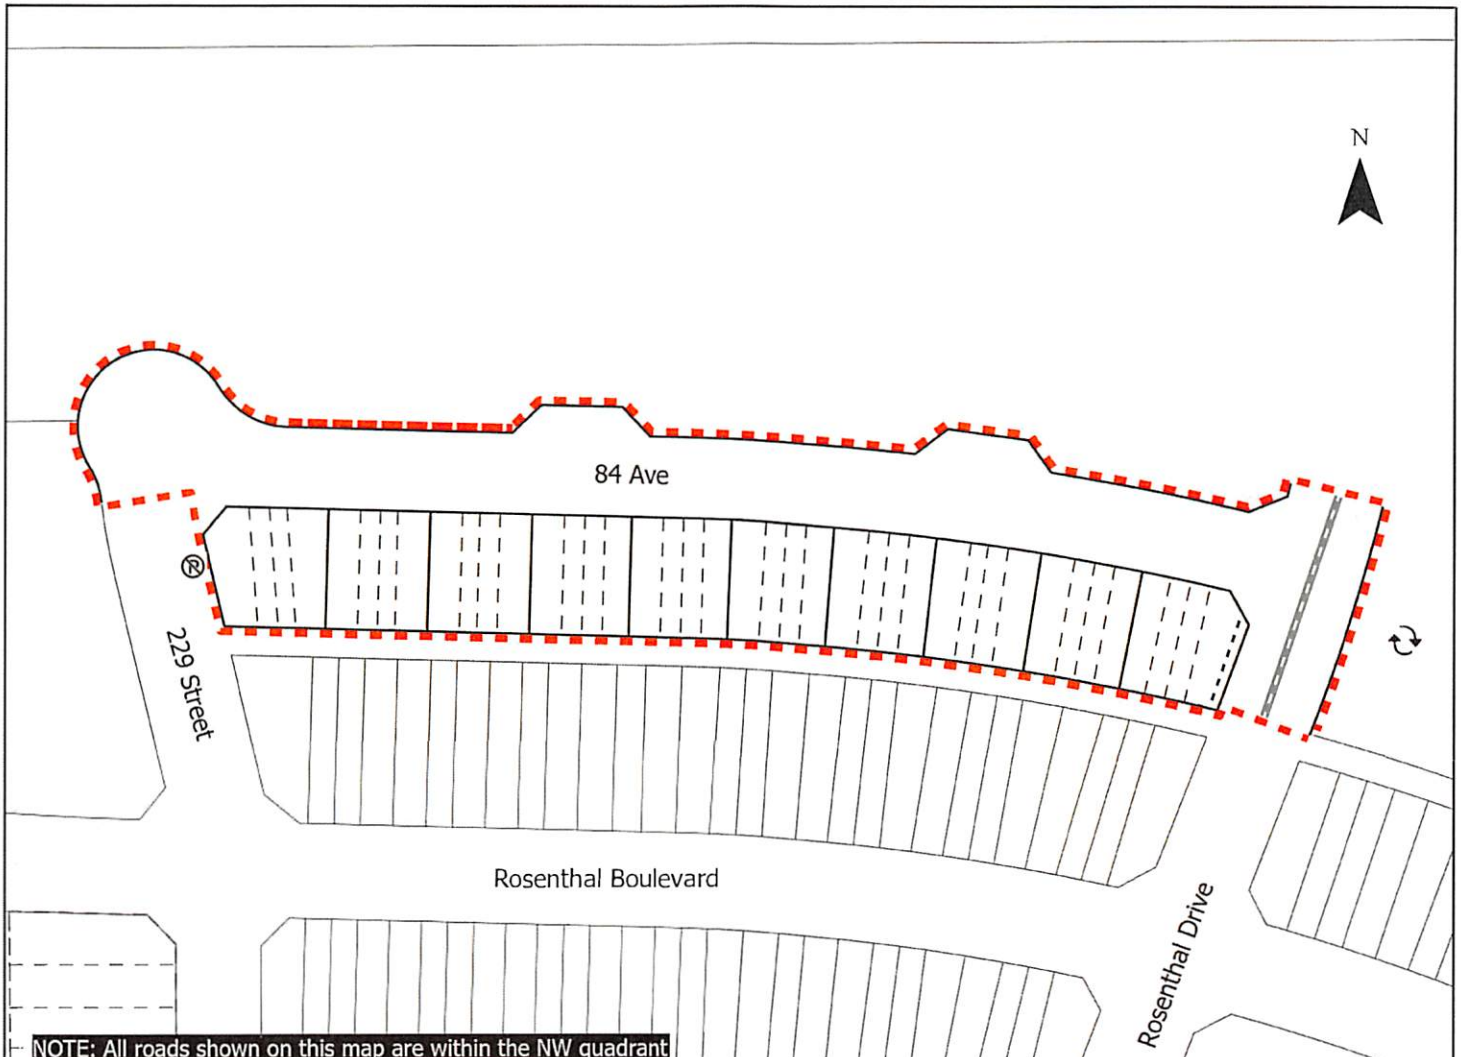 N
84 Ave
229 Street
Rosenthal Boulevard
Rosenthal Drive
NOTE: All roads shown on this map are within the NW quadrant